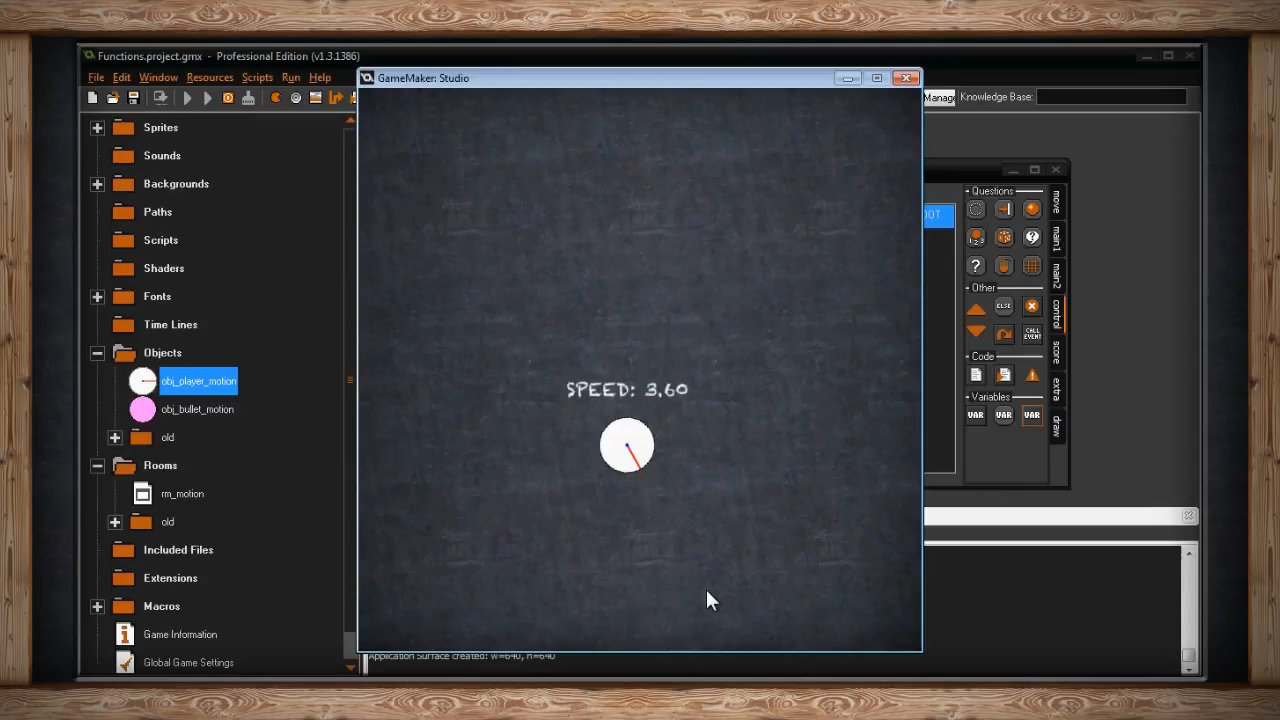 Functions.project.gmx - Professional Edition (v1.3.1386)
File Edit Window Resources Scripts Run Help
GameMaker: Studio
Manag
Knowledge Base:
Sprites
Sounds
Backgrounds
Paths
Scripts
Shaders
Fonts
Time Lines
Objects
obj_player_motion
obj_bullet_motion
old
Rooms
rm_motion
old
Included Files
Extensions
Macros
Game Information
Global Game Settings
SPEED: 3.60
Questions
Other
ELSE
CALL
EVENT
Code
Variables
VAR VAR VAR
move
main1
main2
control
score
extra
draw
Application Surface created: w=640, h=640